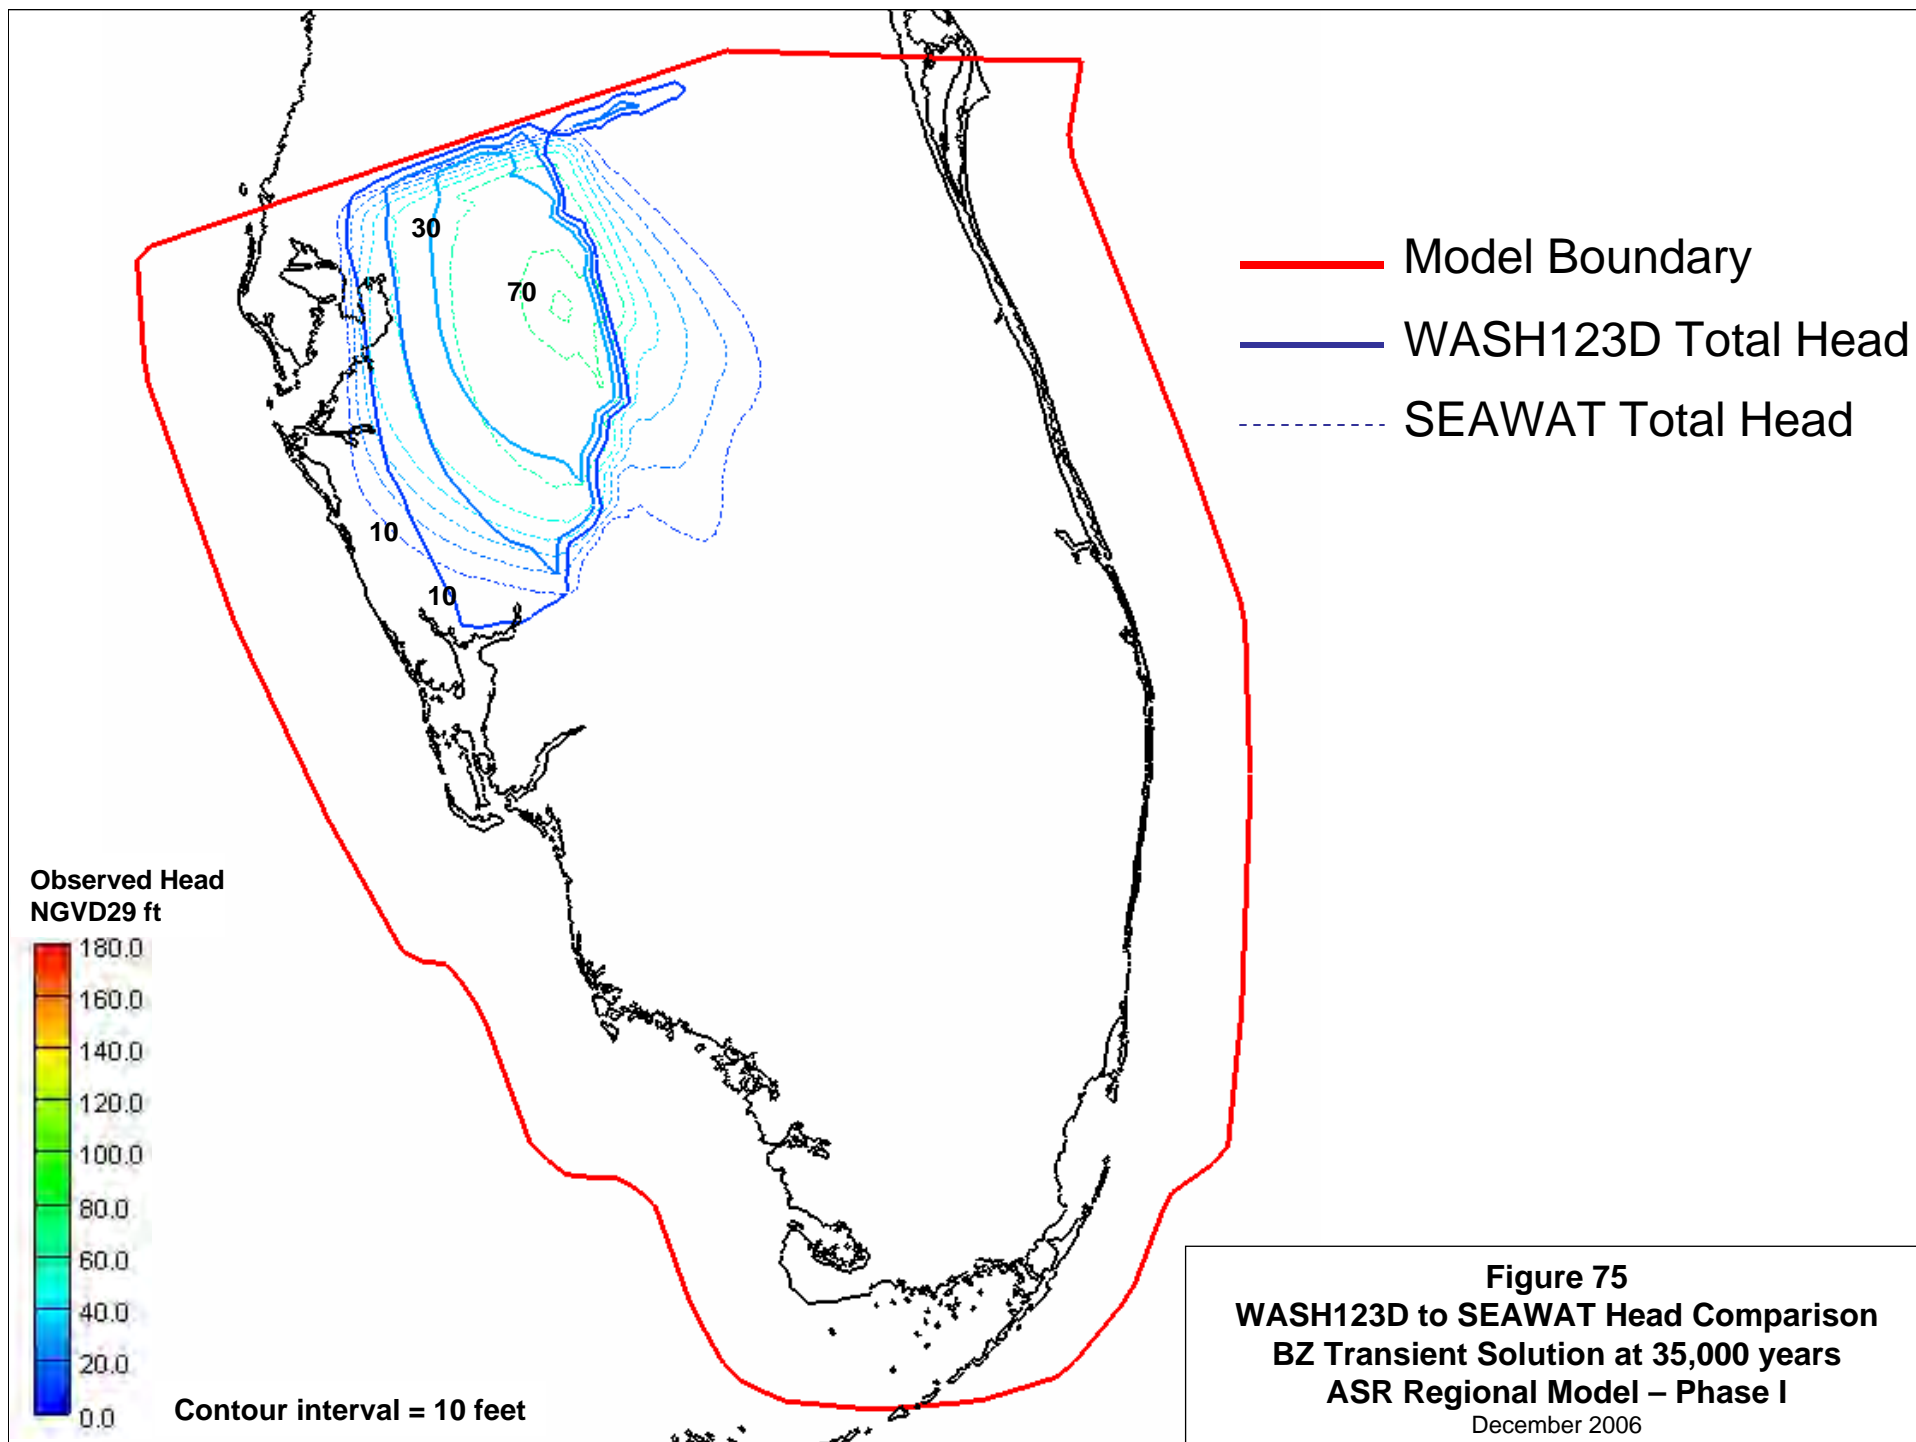 30
70
10
10
Model Boundary
WASH123D Total Head
SEAWAT Total Head
Observed Head
NGVD29 ft
180.0
160.0
140.0
120.0
100.0
80.0
60.0
40.0
20.0
0.0
Contour interval = 10 feet
Figure 75
WASH123D to SEAWAT Head Comparison
BZ Transient Solution at 35,000 years
ASR Regional Model – Phase I
December 2006